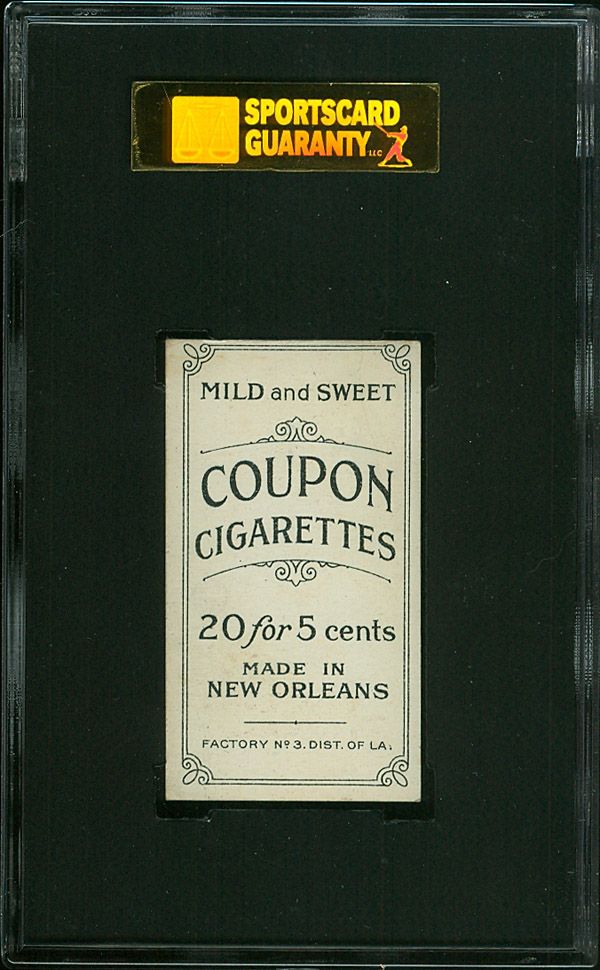 SPORTSCARD
GUARANTY LLC
MILD and SWEET
COUPON
CIGARETTES
20 for 5 cents
MADE IN
NEW ORLEANS
FACTORY Nº 3. DIST. OF LA.